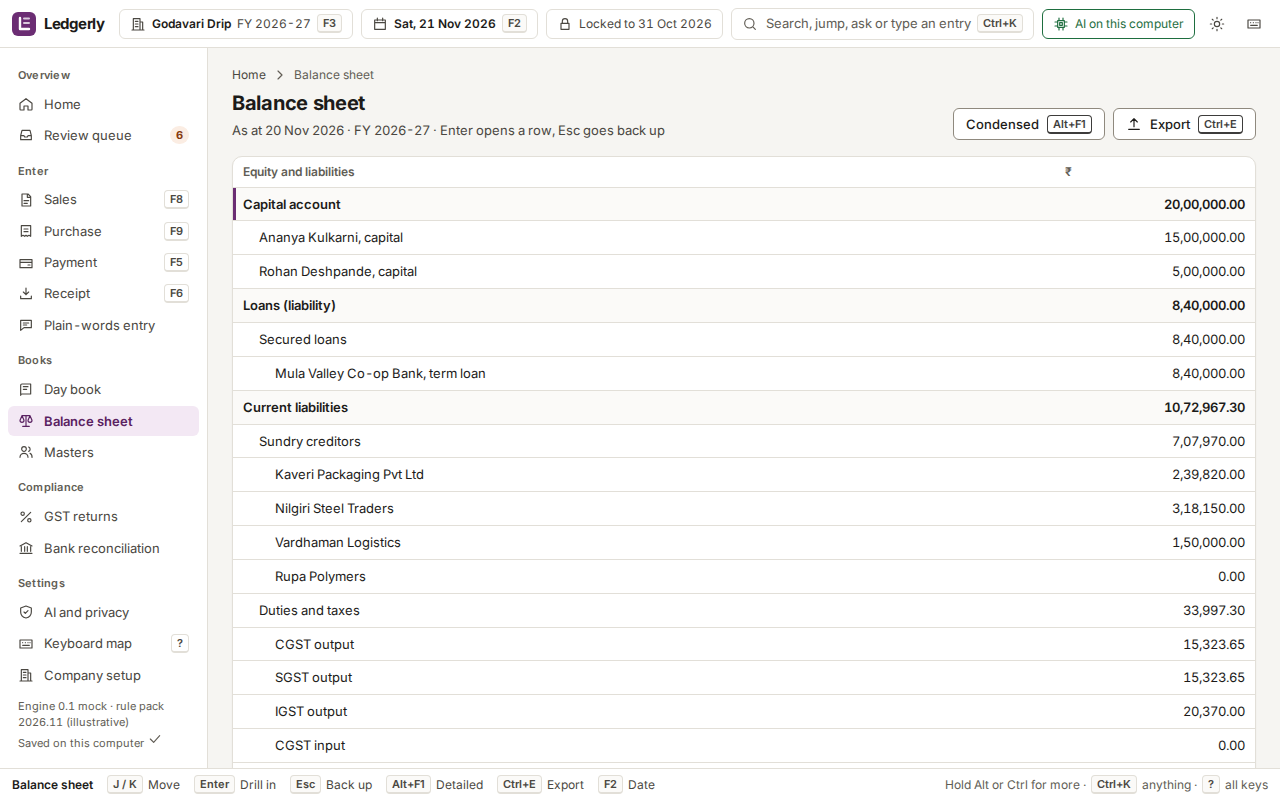 Ledgerly
Godavari Drip FY 2026-27 F3
Sat, 21 Nov 2026 F2
Locked to 31 Oct 2026
Search, jump, ask or type an entry Ctrl+K
AI on this computer
Overview
Home
Review queue 6
Enter
Sales F8
Purchase F9
Payment F5
Receipt F6
Plain-words entry
Books
Day book
Balance sheet
Masters
Compliance
GST returns
Bank reconciliation
Settings
AI and privacy
Keyboard map ?
Company setup
Engine 0.1 mock · rule pack
2026.11 (illustrative)
Saved on this computer
Home > Balance sheet
Balance sheet
As at 20 Nov 2026 · FY 2026-27 · Enter opens a row, Esc goes back up
Condensed Alt+F1
Export Ctrl+E
Equity and liabilities ₹
Capital account 20,00,000.00
Ananya Kulkarni, capital 15,00,000.00
Rohan Deshpande, capital 5,00,000.00
Loans (liability) 8,40,000.00
Secured loans 8,40,000.00
Mula Valley Co-op Bank, term loan 8,40,000.00
Current liabilities 10,72,967.30
Sundry creditors 7,07,970.00
Kaveri Packaging Pvt Ltd 2,39,820.00
Nilgiri Steel Traders 3,18,150.00
Vardhaman Logistics 1,50,000.00
Rupa Polymers 0.00
Duties and taxes 33,997.30
CGST output 15,323.65
SGST output 15,323.65
IGST output 20,370.00
CGST input 0.00
Balance sheet J / K Move Enter Drill in Esc Back up Alt+F1 Detailed Ctrl+E Export F2 Date
Hold Alt or Ctrl for more · Ctrl+K anything · ? all keys